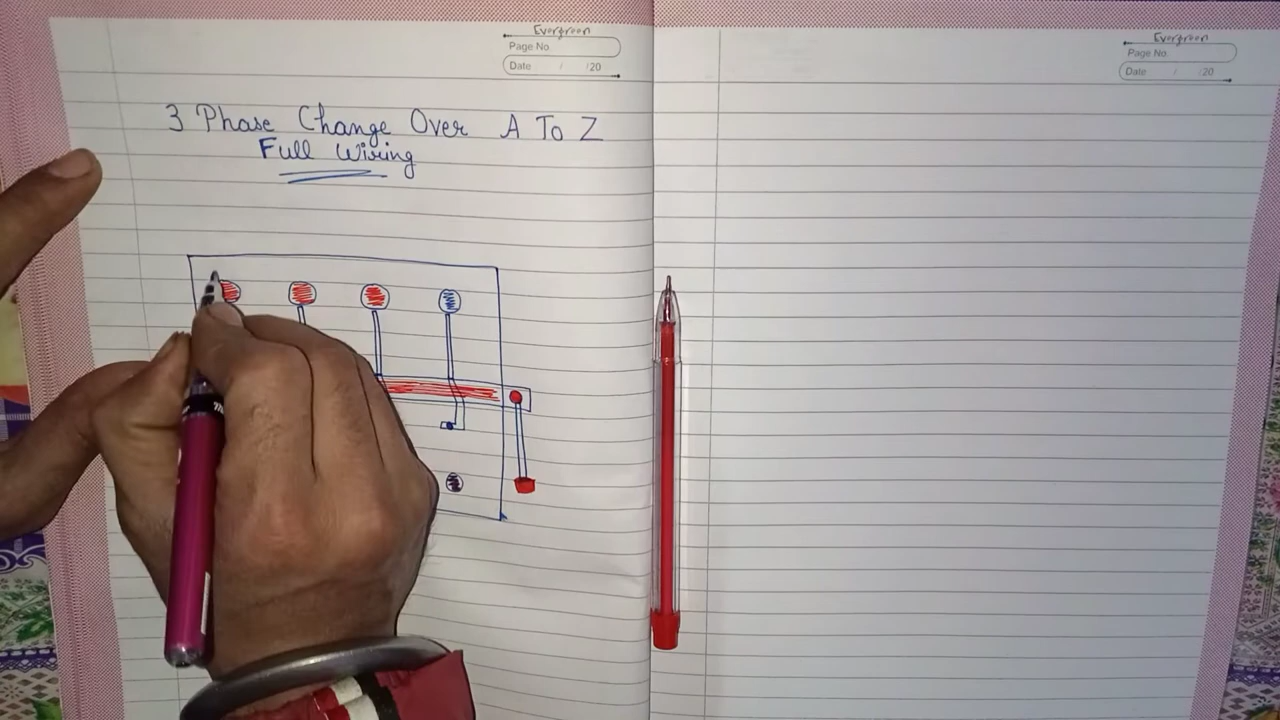 Evergreen
Page No.
Date / /20
3 Phase Change Over A To Z
Full Wiring
Evergreen
Page No.
Date / /20